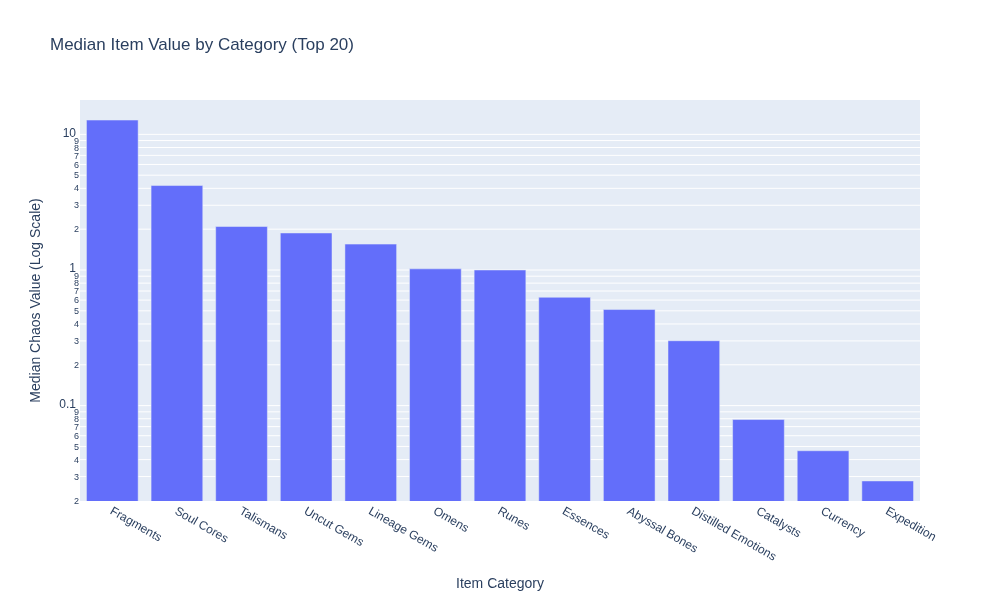 Median Item Value by Category (Top 20)
Median Chaos Value (Log Scale)
10
9
8
7
6
5
4
3
2
1
9
8
7
6
5
4
3
2
0.1
9
8
7
6
5
4
3
2
Fragments
Soul Cores
Talismans
Uncut Gems
Lineage Gems
Omens
Runes
Essences
Abyssal Bones
Distilled Emotions
Catalysts
Currency
Expedition
Item Category